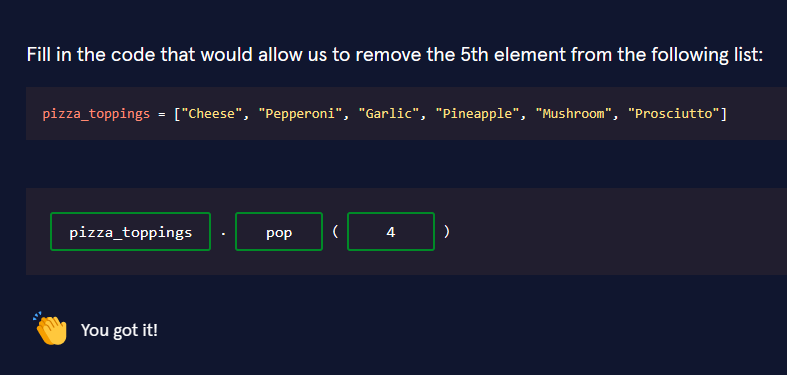 Fill in the code that would allow us to remove the 5th element from the following list:
pizza_toppings = ["Cheese", "Pepperoni", "Garlic", "Pineapple", "Mushroom", "Prosciutto"]
pizza_toppings . pop ( 4 )
You got it!